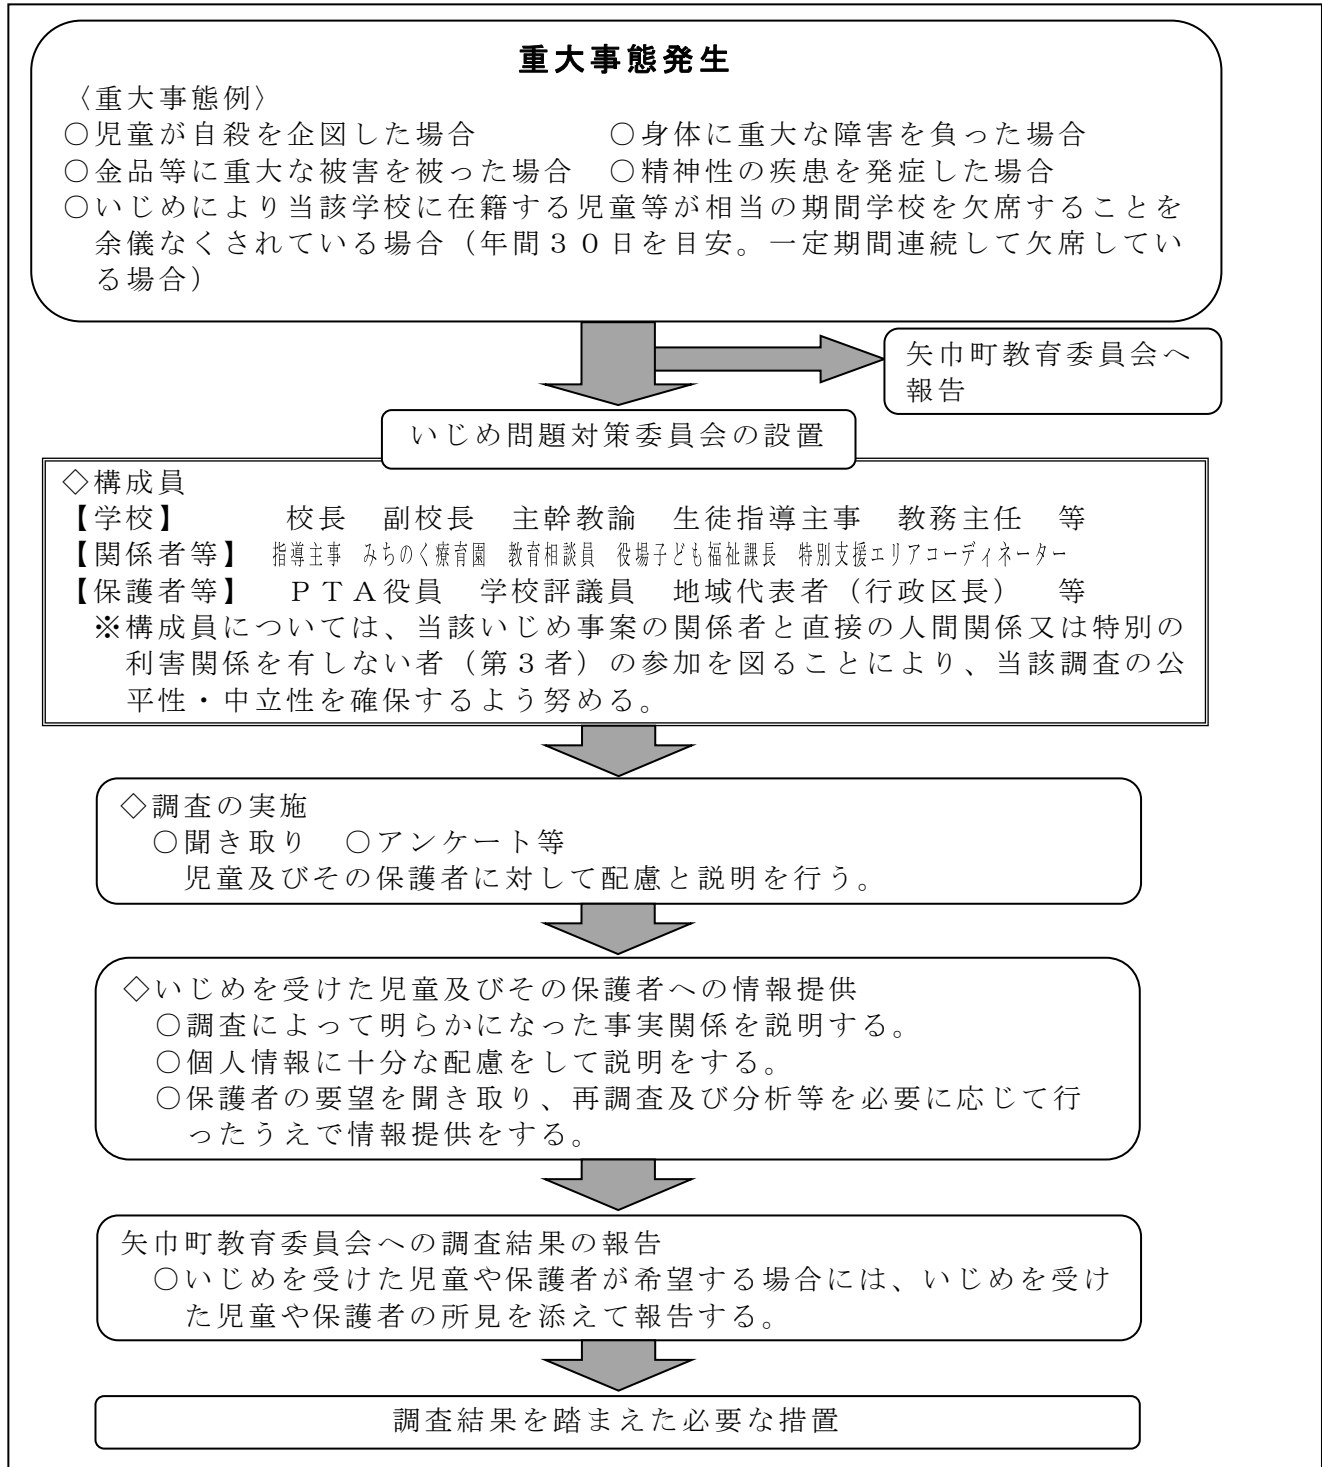 重大事態発生
〈重大事態例〉
○児童が自殺を企図した場合　　　　○身体に重大な障害を負った場合
○金品等に重大な被害を被った場合　○精神性の疾患を発症した場合
○いじめにより当該学校に在籍する児童等が相当の期間学校を欠席することを
余儀なくされている場合（年間３０日を目安。一定期間連続して欠席してい
る場合）
矢巾町教育委員会へ
報告
いじめ問題対策委員会の設置
◇構成員
【学校】　　　校長　副校長　主幹教諭　生徒指導主事　教務主任　等
【関係者等】　指導主事　みちのく療育園　教育相談員　役場子ども福祉課長　特別支援エリアコーディネーター
【保護者等】　ＰＴＡ役員　学校評議員　地域代表者（行政区長）　等
※構成員については、当該いじめ事案の関係者と直接の人間関係又は特別の
利害関係を有しない者（第３者）の参加を図ることにより、当該調査の公
平性・中立性を確保するよう努める。
◇調査の実施
○聞き取り　○アンケート等
児童及びその保護者に対して配慮と説明を行う。
◇いじめを受けた児童及びその保護者への情報提供
○調査によって明らかになった事実関係を説明する。
○個人情報に十分な配慮をして説明をする。
○保護者の要望を聞き取り、再調査及び分析等を必要に応じて行
ったうえで情報提供をする。
矢巾町教育委員会への調査結果の報告
○いじめを受けた児童や保護者が希望する場合には、いじめを受け
た児童や保護者の所見を添えて報告する。
調査結果を踏まえた必要な措置